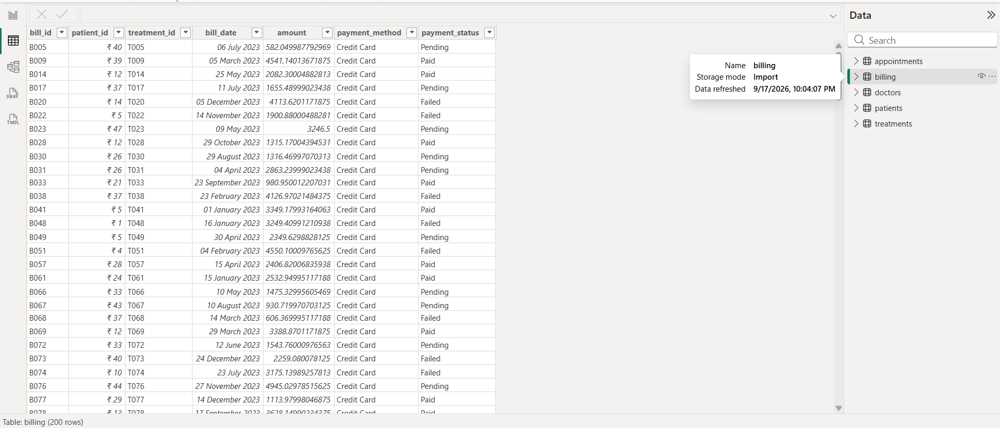 Data
bill_id patient_id treatment_id bill_date amount payment_method payment_status
Search
B005 ₹ 40 T005 06 July 2023 582.049987792969 Credit Card Pending
B009 ₹ 39 T009 05 March 2023 4541.14013671875 Credit Card Paid
B014 ₹ 12 T014 25 May 2023 2082.30004882813 Credit Card Paid
B017 ₹ 37 T017 11 July 2023 1655.48999023438 Credit Card Pending
B020 ₹ 14 T020 05 December 2023 4113.6201171875 Credit Card Failed
B022 ₹ 5 T022 14 November 2023 1900.88000488281 Credit Card Failed
B023 ₹ 47 T023 09 May 2023 3246.5 Credit Card Pending
B028 ₹ 12 T028 29 October 2023 1315.17004394531 Credit Card Paid
B030 ₹ 26 T030 29 August 2023 1316.46997070313 Credit Card Pending
B031 ₹ 26 T031 04 April 2023 2863.23999023438 Credit Card Pending
B033 ₹ 21 T033 23 September 2023 980.950012207031 Credit Card Paid
B038 ₹ 37 T038 23 February 2023 4126.97021484375 Credit Card Failed
B041 ₹ 5 T041 01 January 2023 3349.17993164063 Credit Card Paid
B048 ₹ 1 T048 16 January 2023 3249.40991210938 Credit Card Failed
B049 ₹ 5 T049 30 April 2023 2349.6298828125 Credit Card Pending
B051 ₹ 4 T051 04 February 2023 4550.10009765625 Credit Card Failed
B057 ₹ 28 T057 15 April 2023 2406.82006835938 Credit Card Paid
B061 ₹ 24 T061 15 January 2023 2532.94995117188 Credit Card Paid
B066 ₹ 33 T066 10 May 2023 1475.32995605469 Credit Card Pending
B067 ₹ 43 T067 10 August 2023 930.719970703125 Credit Card Pending
B068 ₹ 37 T068 14 March 2023 606.369995117188 Credit Card Failed
B069 ₹ 12 T069 29 March 2023 3388.8701171875 Credit Card Paid
B072 ₹ 33 T072 12 June 2023 1543.76000976563 Credit Card Pending
B073 ₹ 40 T073 24 December 2023 2259.080078125 Credit Card Failed
B074 ₹ 10 T074 23 July 2023 3175.13989257813 Credit Card Failed
B076 ₹ 44 T076 27 November 2023 4945.02978515625 Credit Card Pending
B077 ₹ 29 T077 14 December 2023 1113.97998046875 Credit Card Paid
B078 ₹ 13 T078 17 September 2023 3628.14990234375 Credit Card Paid
Name billing
Storage mode Import
Data refreshed 9/17/2026, 10:04:07 PM
appointments
billing
doctors
patients
treatments
DAX
TMDL
Table: billing (200 rows)